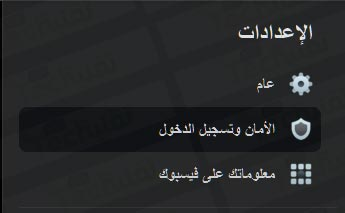 الإعدادات
عام
الأمان وتسجيل الدخول
معلوماتك على فيسبوك